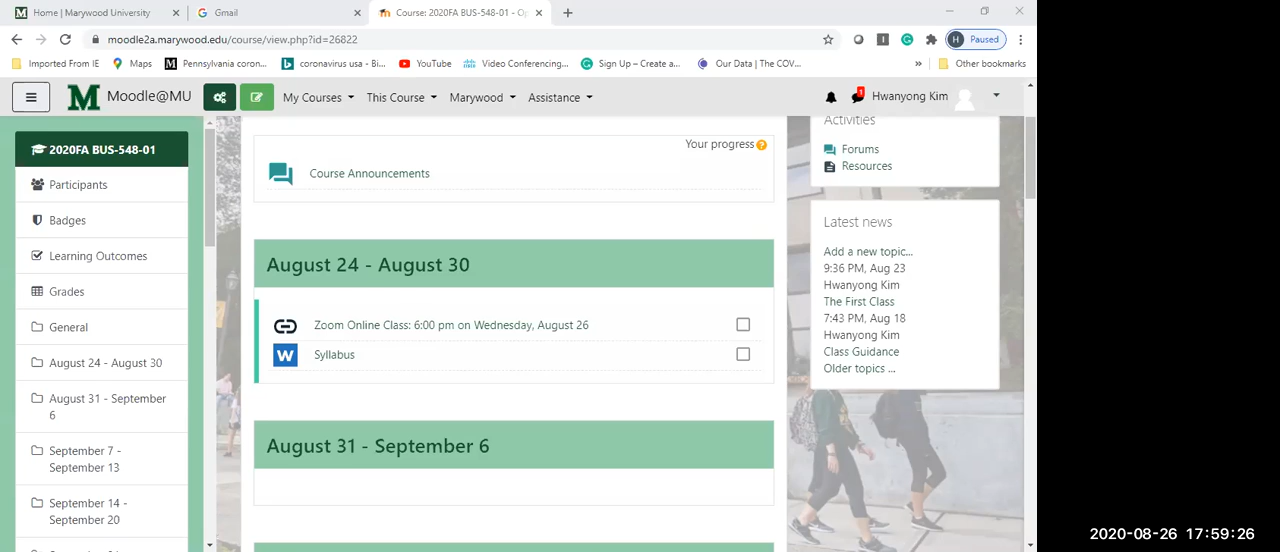 Home | Marywood University
Gmail
Course: 2020FA BUS-548-01 - Op
moodle2a.marywood.edu/course/view.php?id=26822
H
Paused
Imported From IE
Maps
Pennsylvania coron...
coronavirus usa - Bi...
YouTube
Video Conferencing...
Sign Up – Create a...
Our Data | The COV...
»
Other bookmarks
M
Moodle@MU
My Courses
This Course
Marywood
Assistance
1
Hwanyong Kim
2020FA BUS-548-01
Participants
Badges
Learning Outcomes
Grades
General
August 24 - August 30
August 31 - September
6
September 7 -
September 13
September 14 -
September 20
Your progress
Course Announcements
August 24 - August 30
Zoom Online Class: 6:00 pm on Wednesday, August 26
W Syllabus
August 31 - September 6
Activities
Forums
Resources
Latest news
Add a new topic...
9:36 PM, Aug 23
Hwanyong Kim
The First Class
7:43 PM, Aug 18
Hwanyong Kim
Class Guidance
Older topics ...
2020-08-26 17:59:26